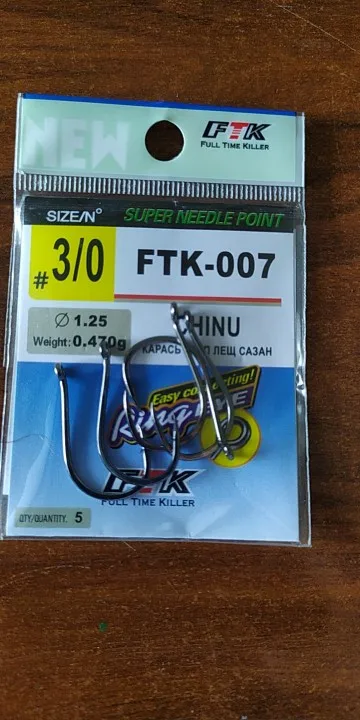 NEW
FTK
FULL TIME KILLER
SIZE/N°
SUPER NEEDLE POINT
#3/0
FTK-007
Ø 1.25
Weight: 0.470g
CHINU
КАРАСЬ ЛЕЩ САЗАН
Easy connecting!
Ring
FTK
FULL TIME KILLER
QTY/QUANTITY. 5